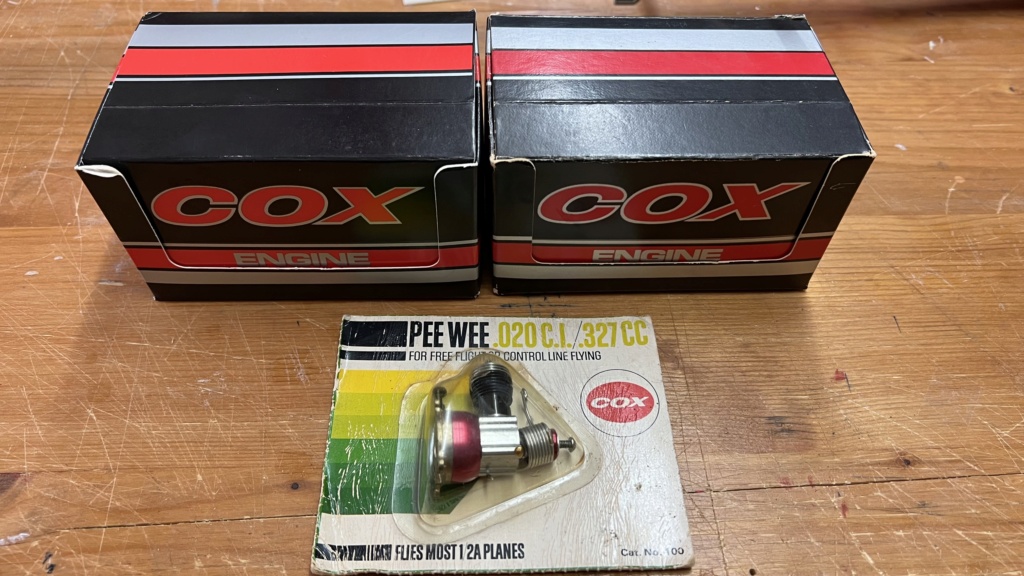 COX
ENGINE
COX
ENGINE
PEE WEE .020 C.I./.327 CC
FOR FREE FLIGHT OR CONTROL LINE FLYING
COX
FLIES MOST 1 2A PLANES
Cat. No. 100